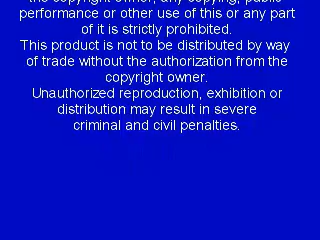 the copyright owner, any copying, public
performance or other use of this or any part
of it is strictly prohibited.
This product is not to be distributed by way
of trade without the authorization from the
copyright owner.
Unauthorized reproduction, exhibition or
distribution may result in severe
criminal and civil penalties.